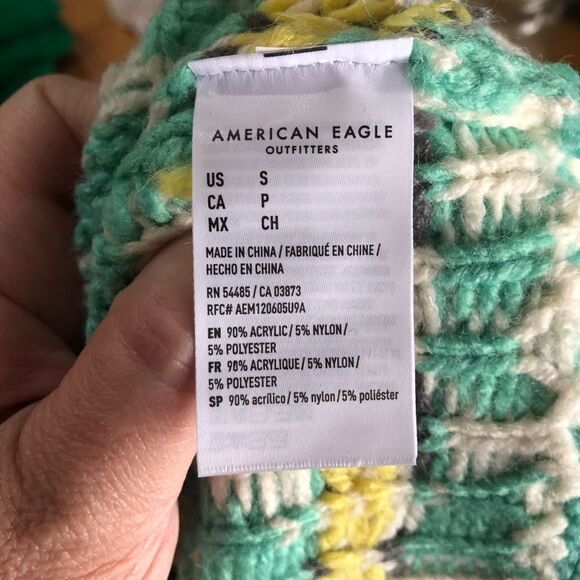 AMERICAN EAGLE
OUTFITTERS
US S
CA P
MX CH
MADE IN CHINA / FABRIQUÉ EN CHINE /
HECHO EN CHINA
RN 54485 / CA 03873
RFC# AEM120605U9A
EN 90% ACRYLIC / 5% NYLON /
5% POLYESTER
FR 90% ACRYLIQUE / 5% NYLON /
5% POLYESTER
SP 90% acrílico / 5% nylon / 5% poliéster